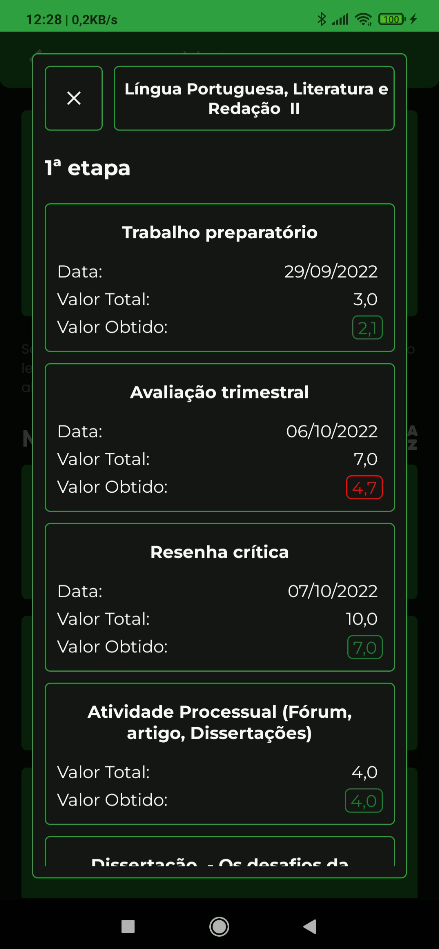 12:28 | 0,2KB/s
100
Língua Portuguesa, Literatura e
Redação II
1ª etapa
Trabalho preparatório
Data: 29/09/2022
Valor Total: 3,0
Valor Obtido: 2,1
Avaliação trimestral
Data: 06/10/2022
Valor Total: 7,0
Valor Obtido: 4,7
Resenha crítica
Data: 07/10/2022
Valor Total: 10,0
Valor Obtido: 7,0
Atividade Processual (Fórum,
artigo, Dissertações)
Valor Total: 4,0
Valor Obtido: 4,0
Dissertação - Os desafios da